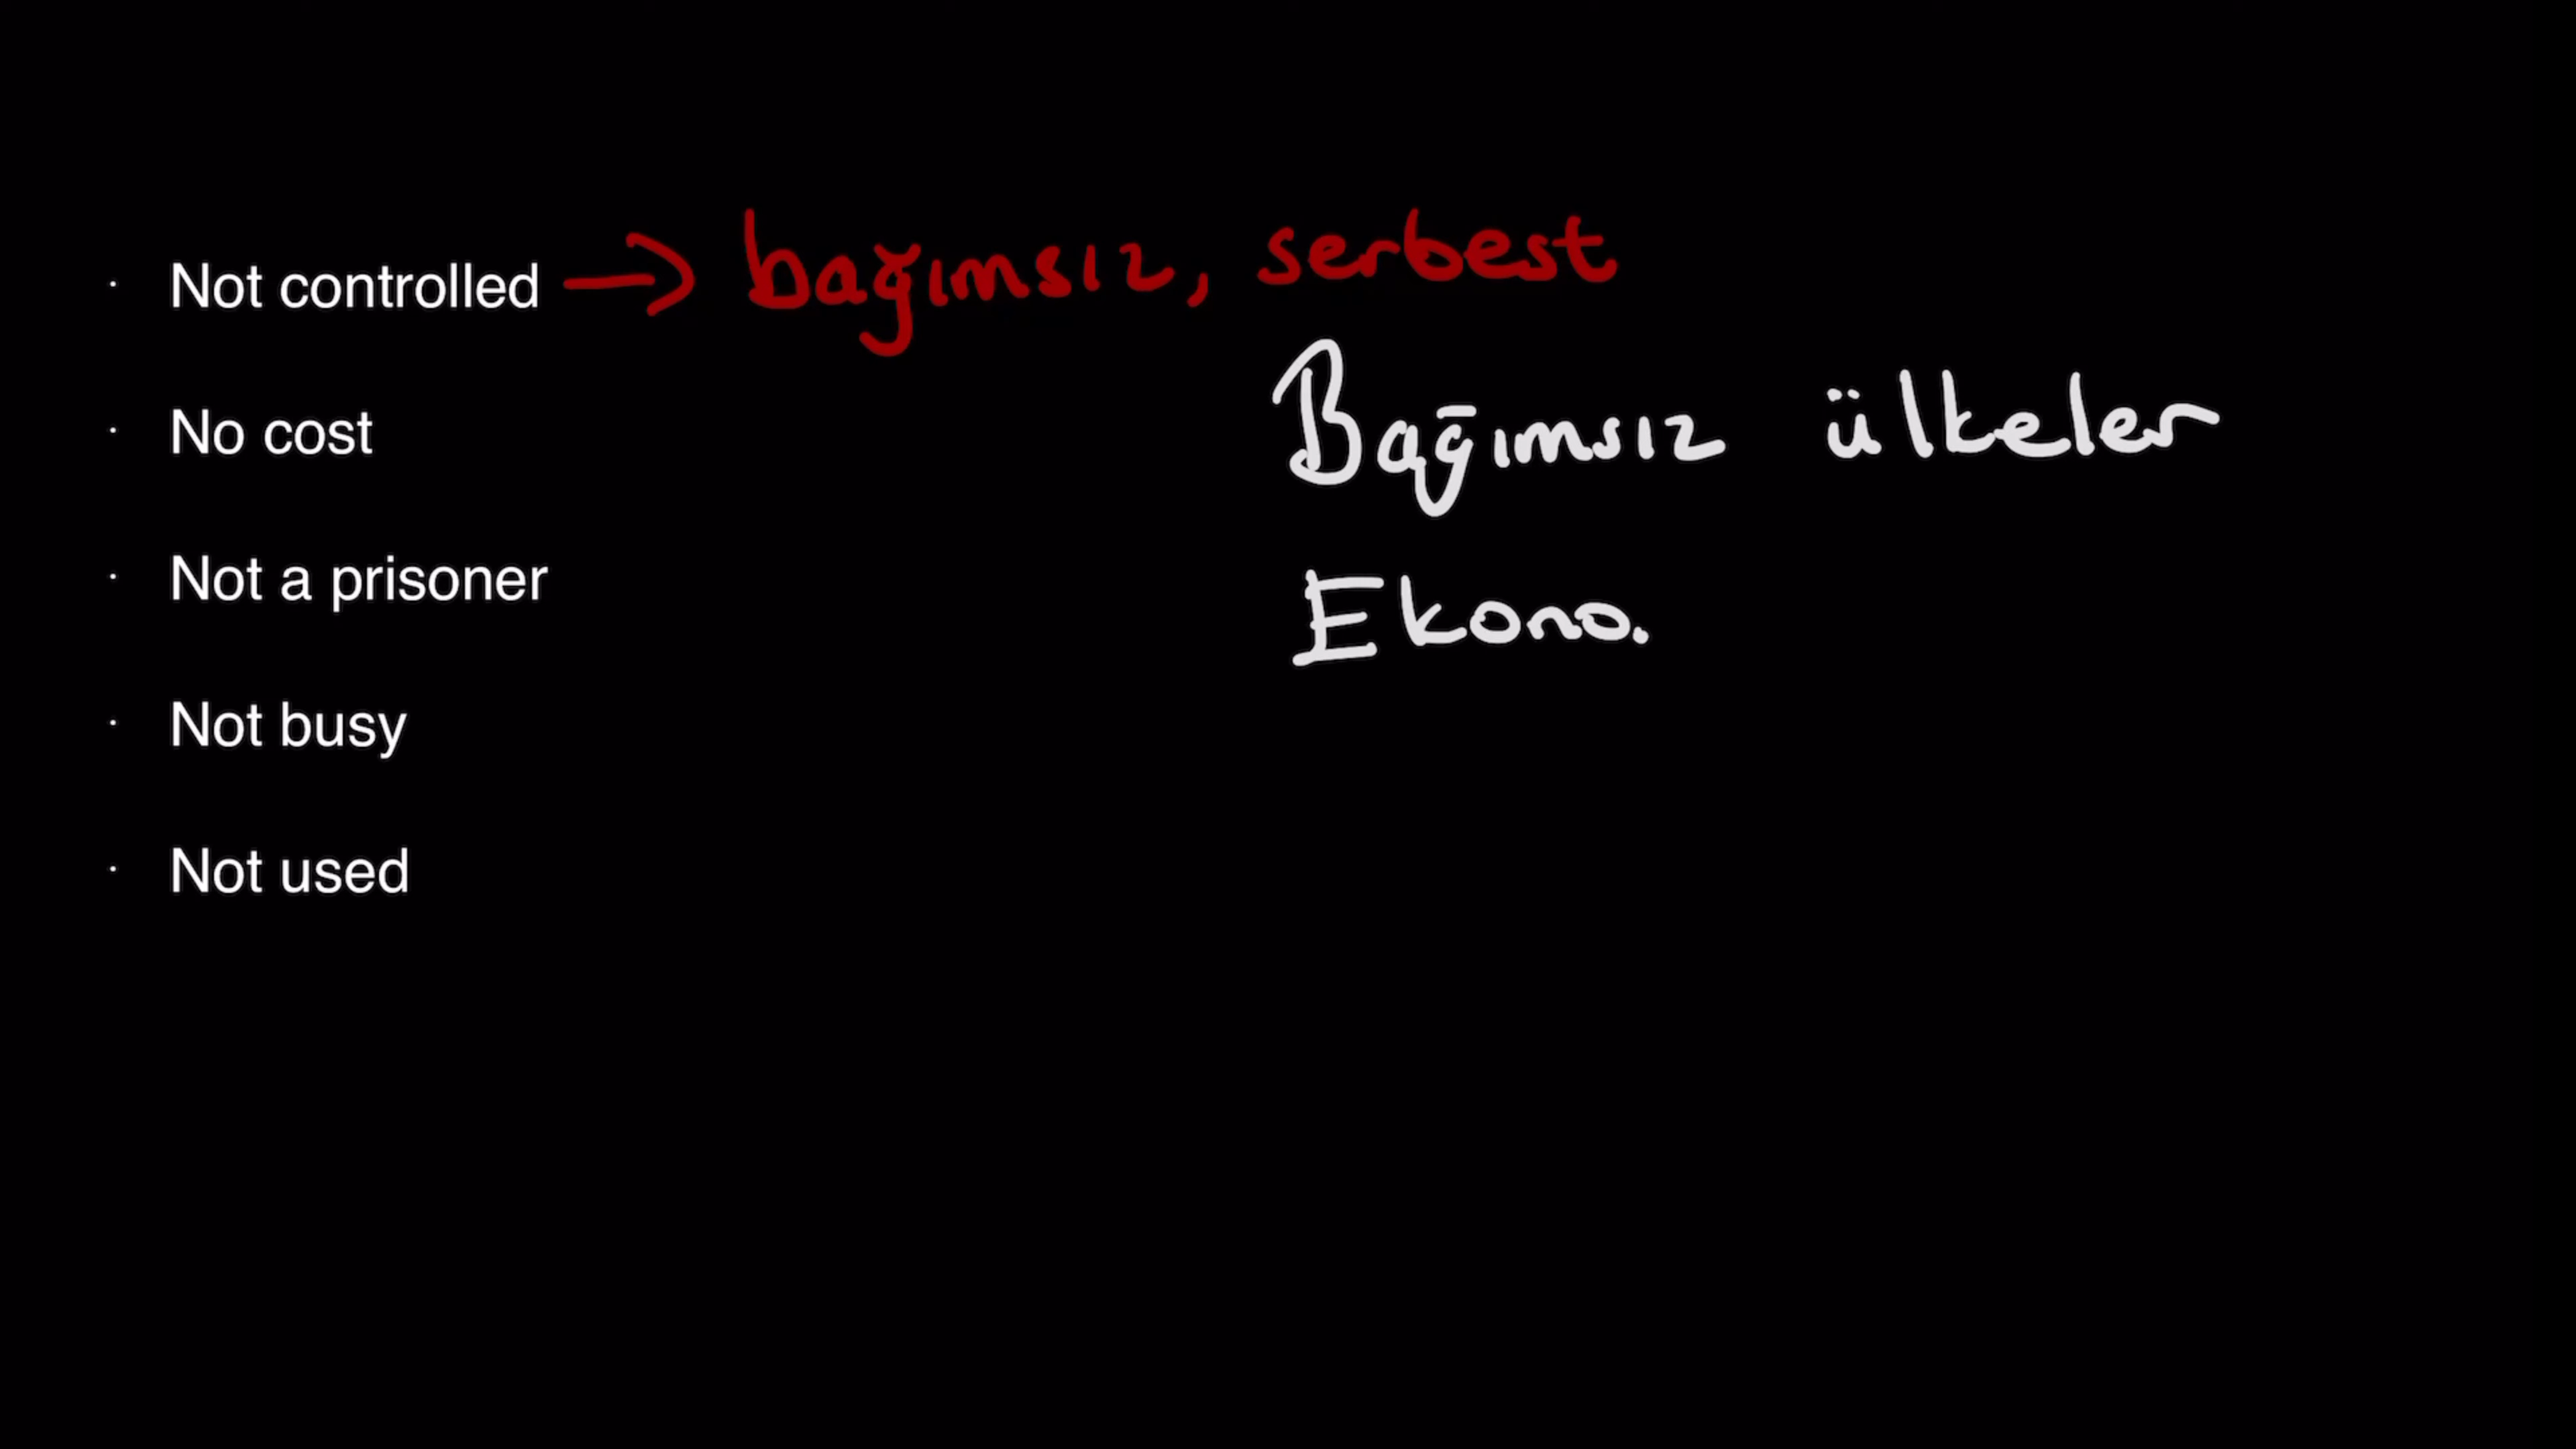 · Not controlled → bağımsız, serbest
Bağımsız ülkeler
· No cost
· Not a prisoner
Ekono.
· Not busy
· Not used